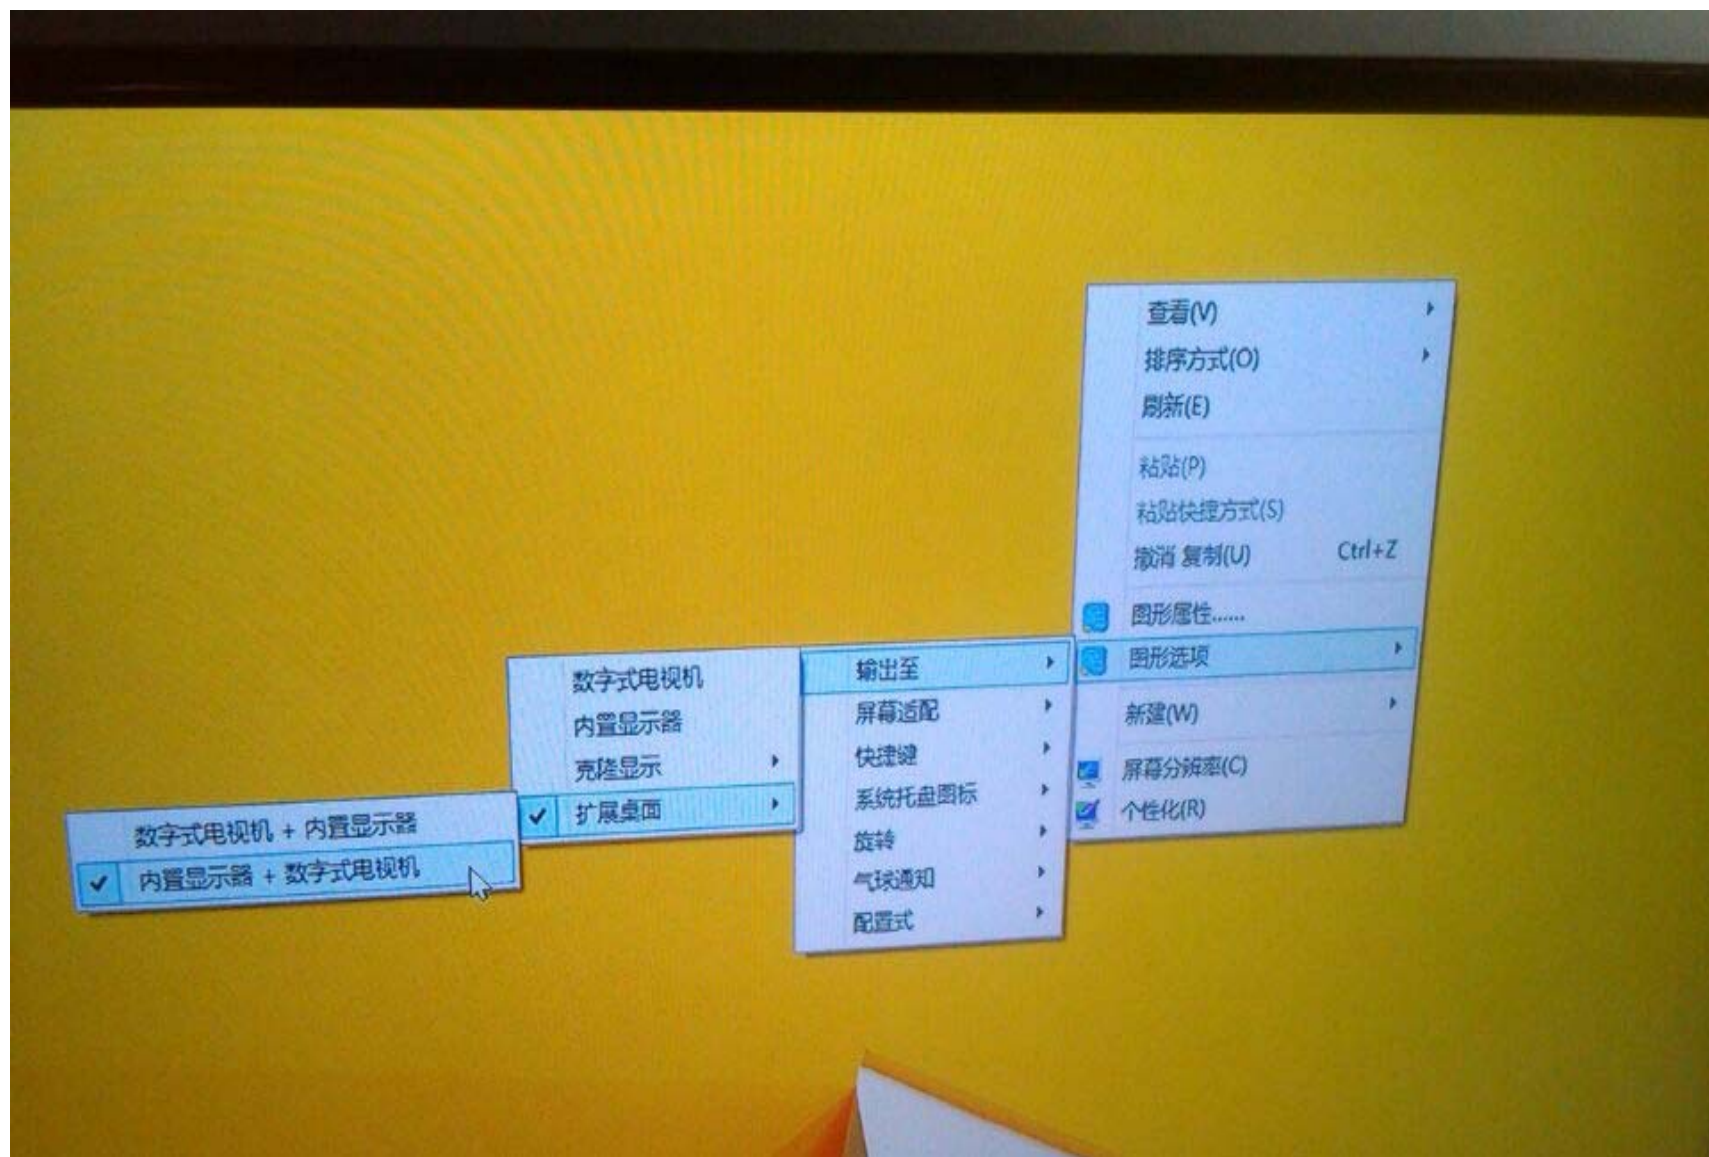 查看(V)
排序方式(O)
刷新(E)
粘贴(P)
粘贴快捷方式(S)
撤消 复制(U) Ctrl+Z
图形属性......
图形选项
新建(W)
屏幕分辨率(C)
个性化(R)
输出至
屏幕适配
快捷键
系统托盘图标
旋转
气球通知
配置式
数字式电视机
内置显示器
克隆显示
扩展桌面
数字式电视机 + 内置显示器
内置显示器 + 数字式电视机